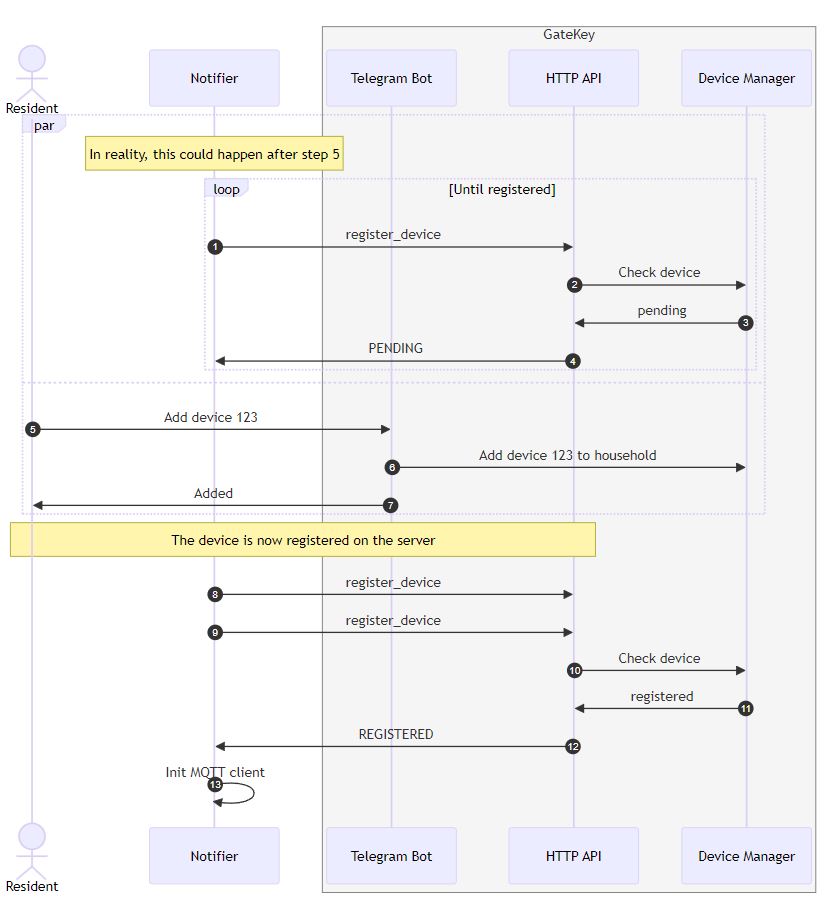 GateKey
Resident
Notifier
Telegram Bot
HTTP API
Device Manager
par
In reality, this could happen after step 5
loop
[Until registered]
register_device
1
Check device
2
pending
3
PENDING
4
Add device 123
5
Add device 123 to household
6
Added
7
The device is now registered on the server
register_device
8
register_device
9
Check device
10
registered
11
REGISTERED
12
Init MQTT client
13
Resident
Notifier
Telegram Bot
HTTP API
Device Manager